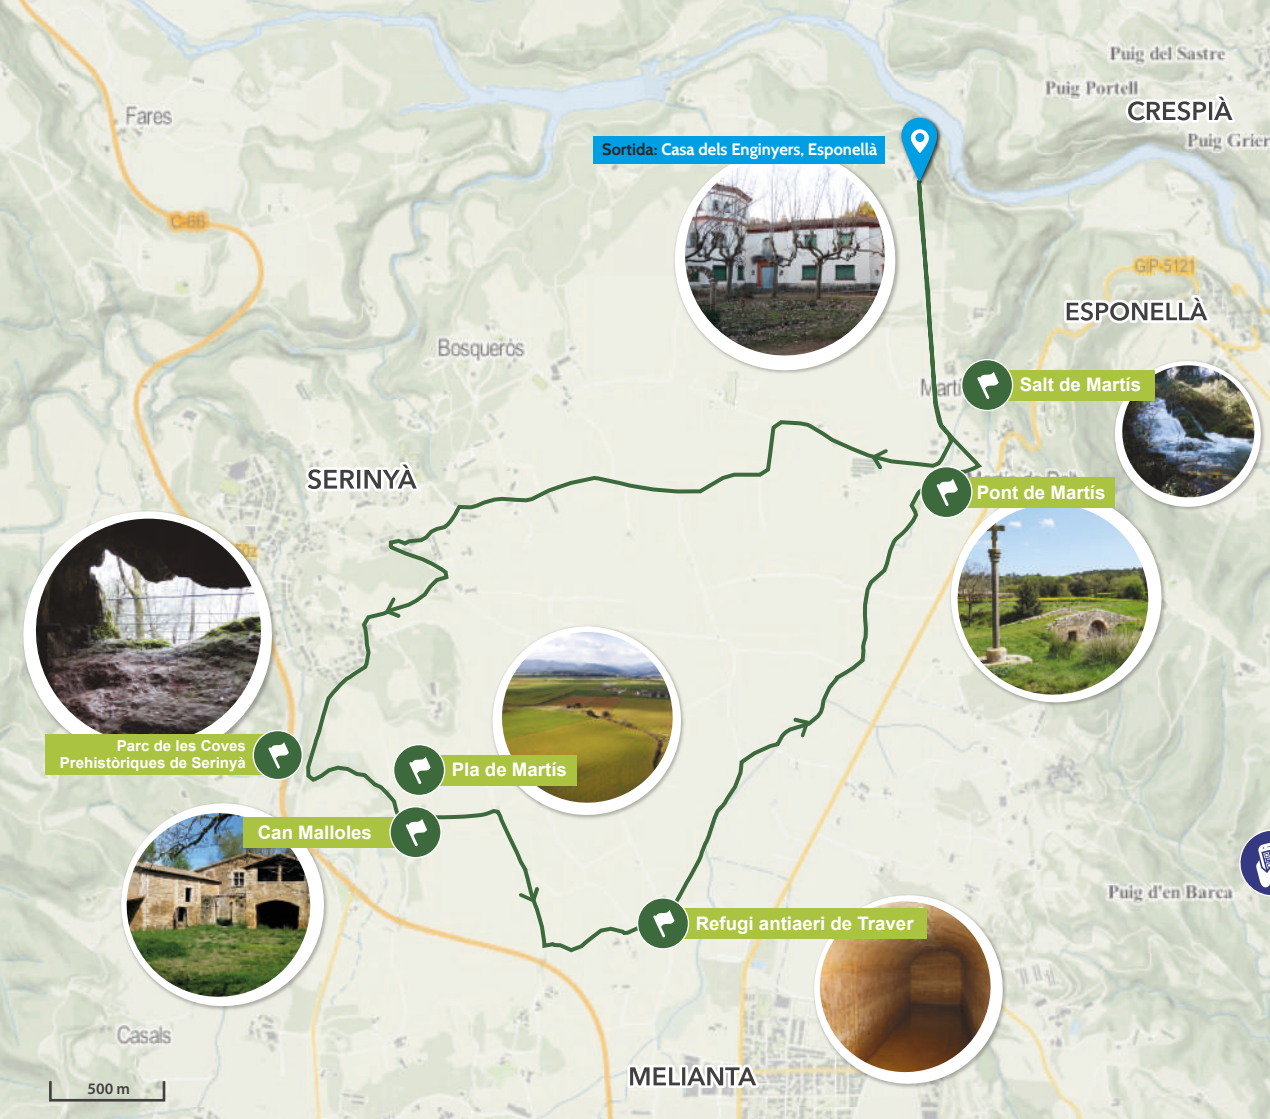 Puig del Sastre
Puig Portell
CRESPIÀ
Fares
Puig Grier
Sortida: Casa dels Enginyers, Esponellà
C-66
GIP-5121
ESPONELLÀ
Bosqueròs
Martí
Salt de Martís
SERINYÀ
Pont de Martís
Parc de les Coves
Prehistòriques de Serinyà
Pla de Martís
Can Malloles
Puig d'en Barca
Refugi antiaeri de Traver
Casals
MELIANTA
500 m